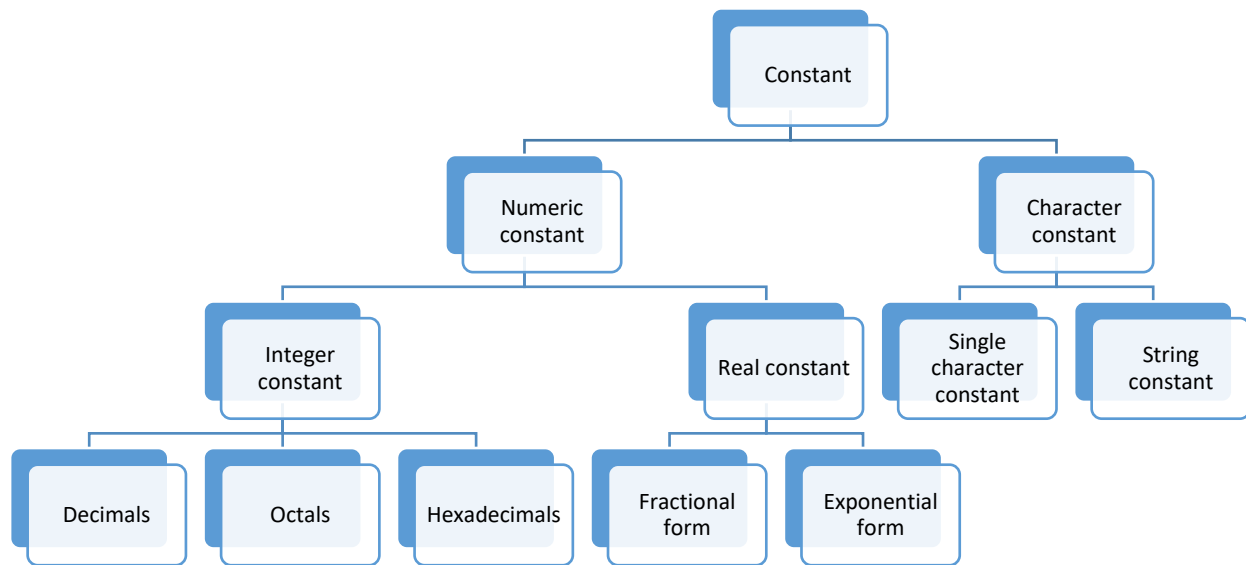 Constant
Numeric
constant
Character
constant
Integer
constant
Real constant
Single
character
constant
String
constant
Decimals
Octals
Hexadecimals
Fractional
form
Exponential
form